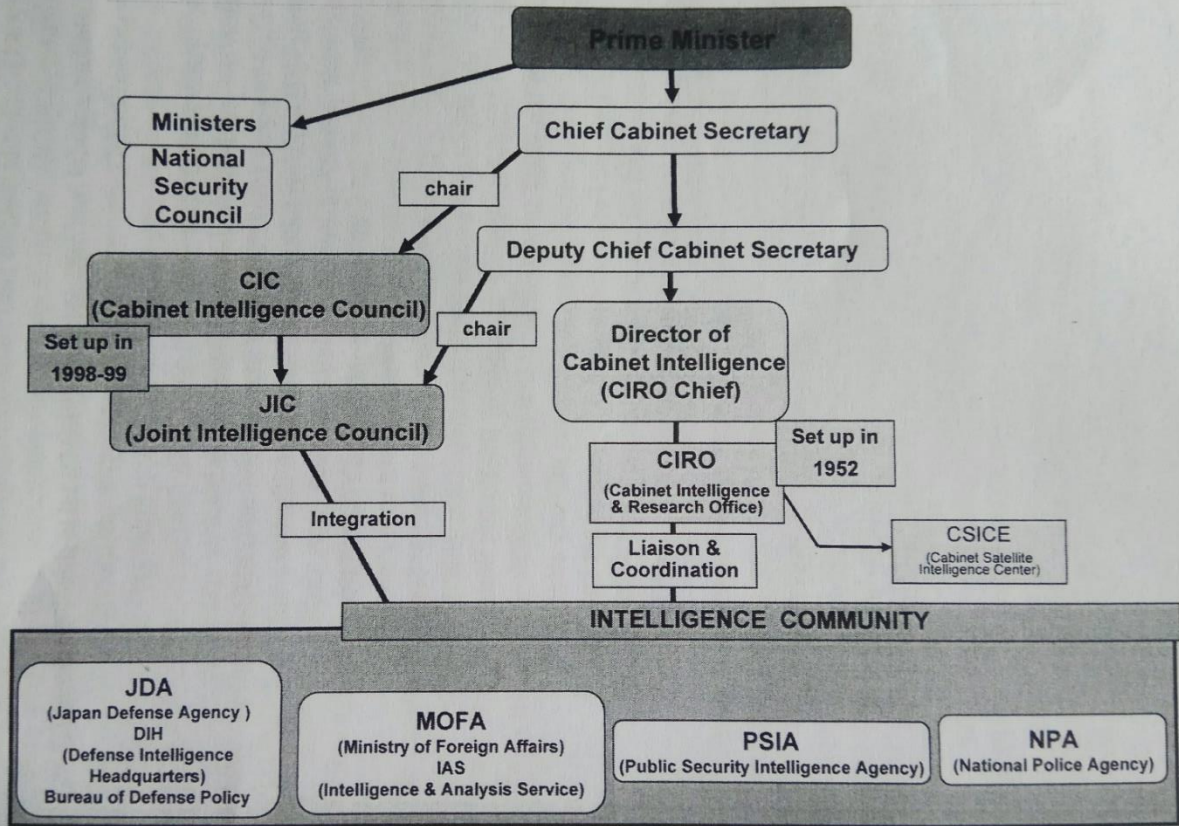 Prime Minister
Ministers
National
Security
Council
Chief Cabinet Secretary
chair
Deputy Chief Cabinet Secretary
CIC
(Cabinet Intelligence Council)
chair
Set up in
1998-99
JIC
(Joint Intelligence Council)
Director of
Cabinet Intelligence
(CIRO Chief)
Set up in
1952
CIRO
(Cabinet Intelligence
& Research Office)
Integration
Liaison &
Coordination
CSICE
(Cabinet Satellite
Intelligence Center)
INTELLIGENCE COMMUNITY
JDA
(Japan Defense Agency )
DIH
(Defense Intelligence
Headquarters)
Bureau of Defense Policy
MOFA
(Ministry of Foreign Affairs)
IAS
(Intelligence & Analysis Service)
PSIA
(Public Security Intelligence Agency)
NPA
(National Police Agency)